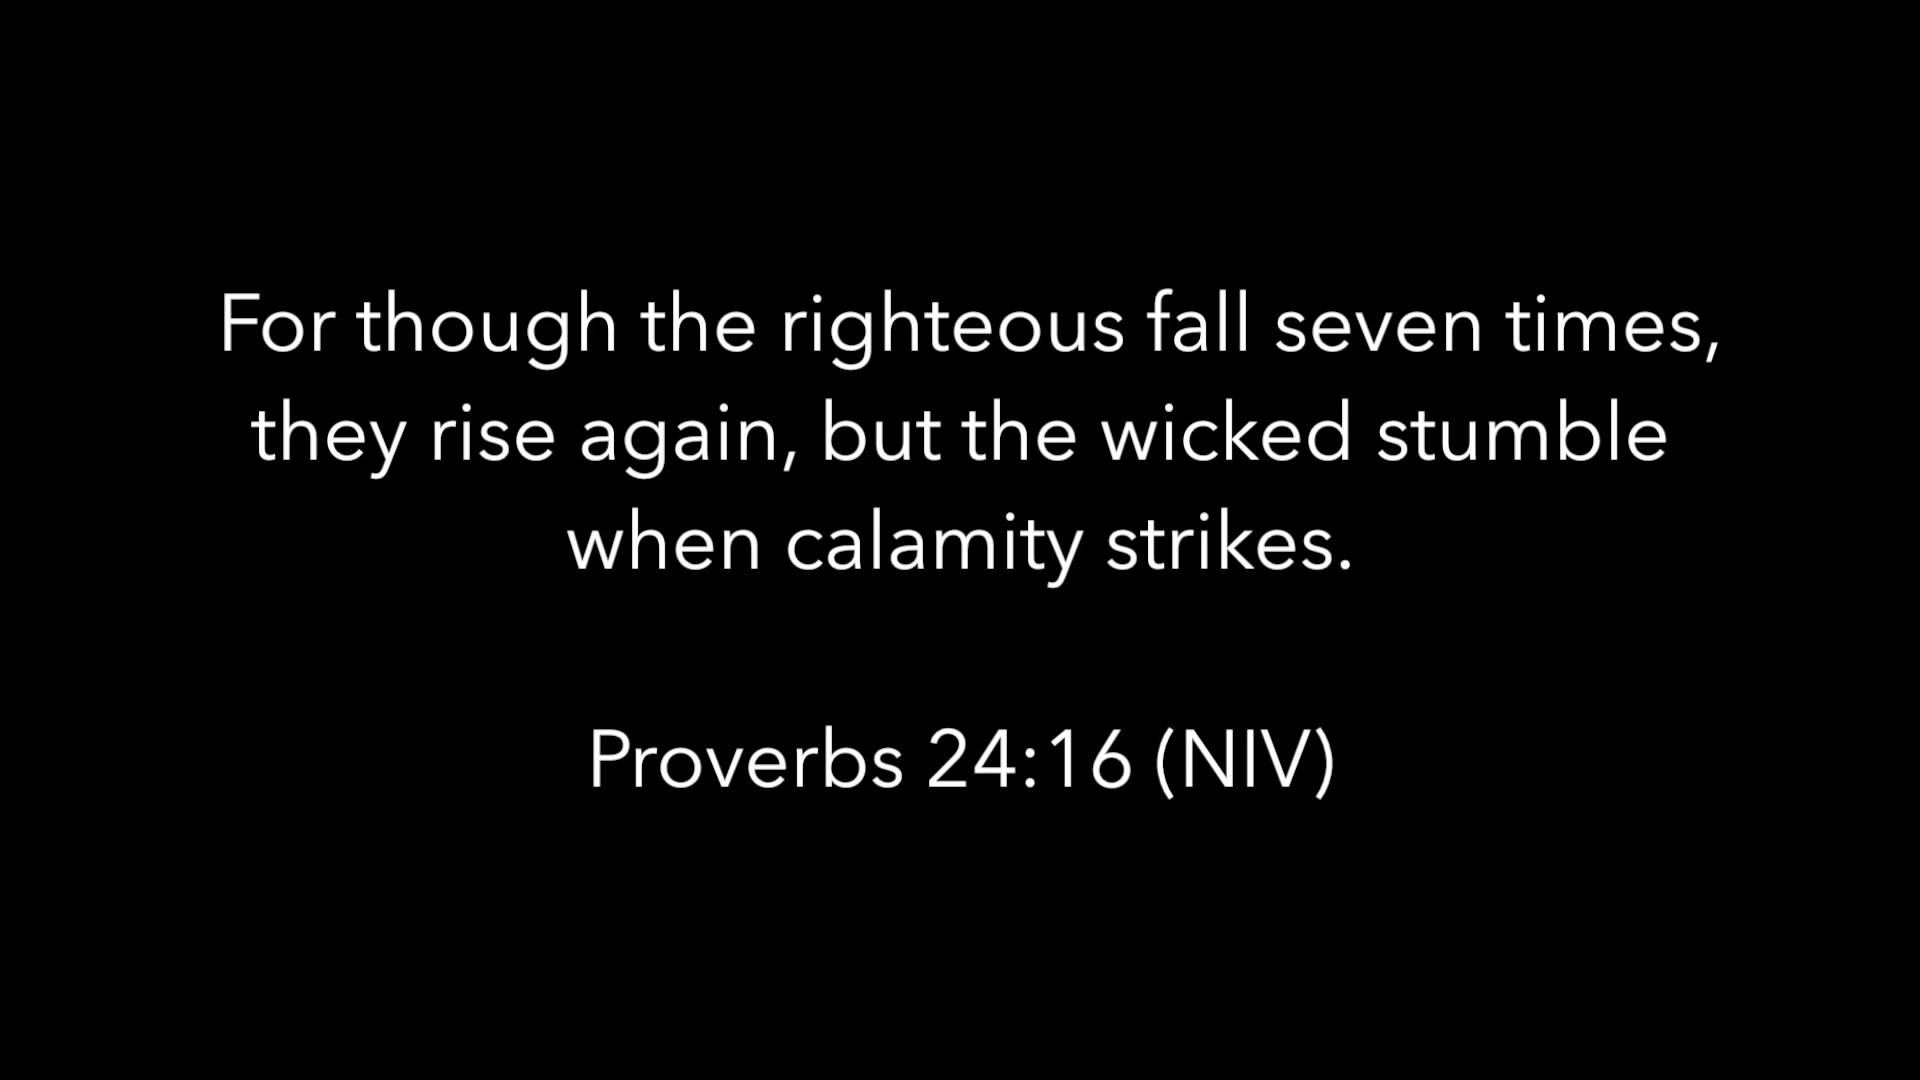 For though the righteous fall seven times,
they rise again, but the wicked stumble
when calamity strikes.
Proverbs 24:16 (NIV)